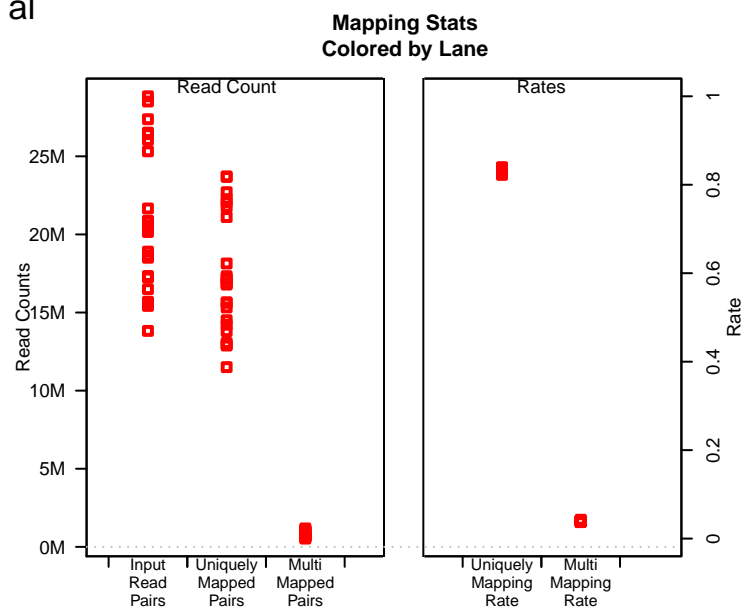 al
Mapping Stats
Colored by Lane
Read Count
Rates
Read Counts
25M
20M
15M
10M
5M
0M
1
0.8
0.6
0.4
0.2
0
Rate
Input
Read
Pairs
Uniquely
Mapped
Pairs
Multi
Mapped
Pairs
Uniquely
Mapping
Rate
Multi
Mapping
Rate